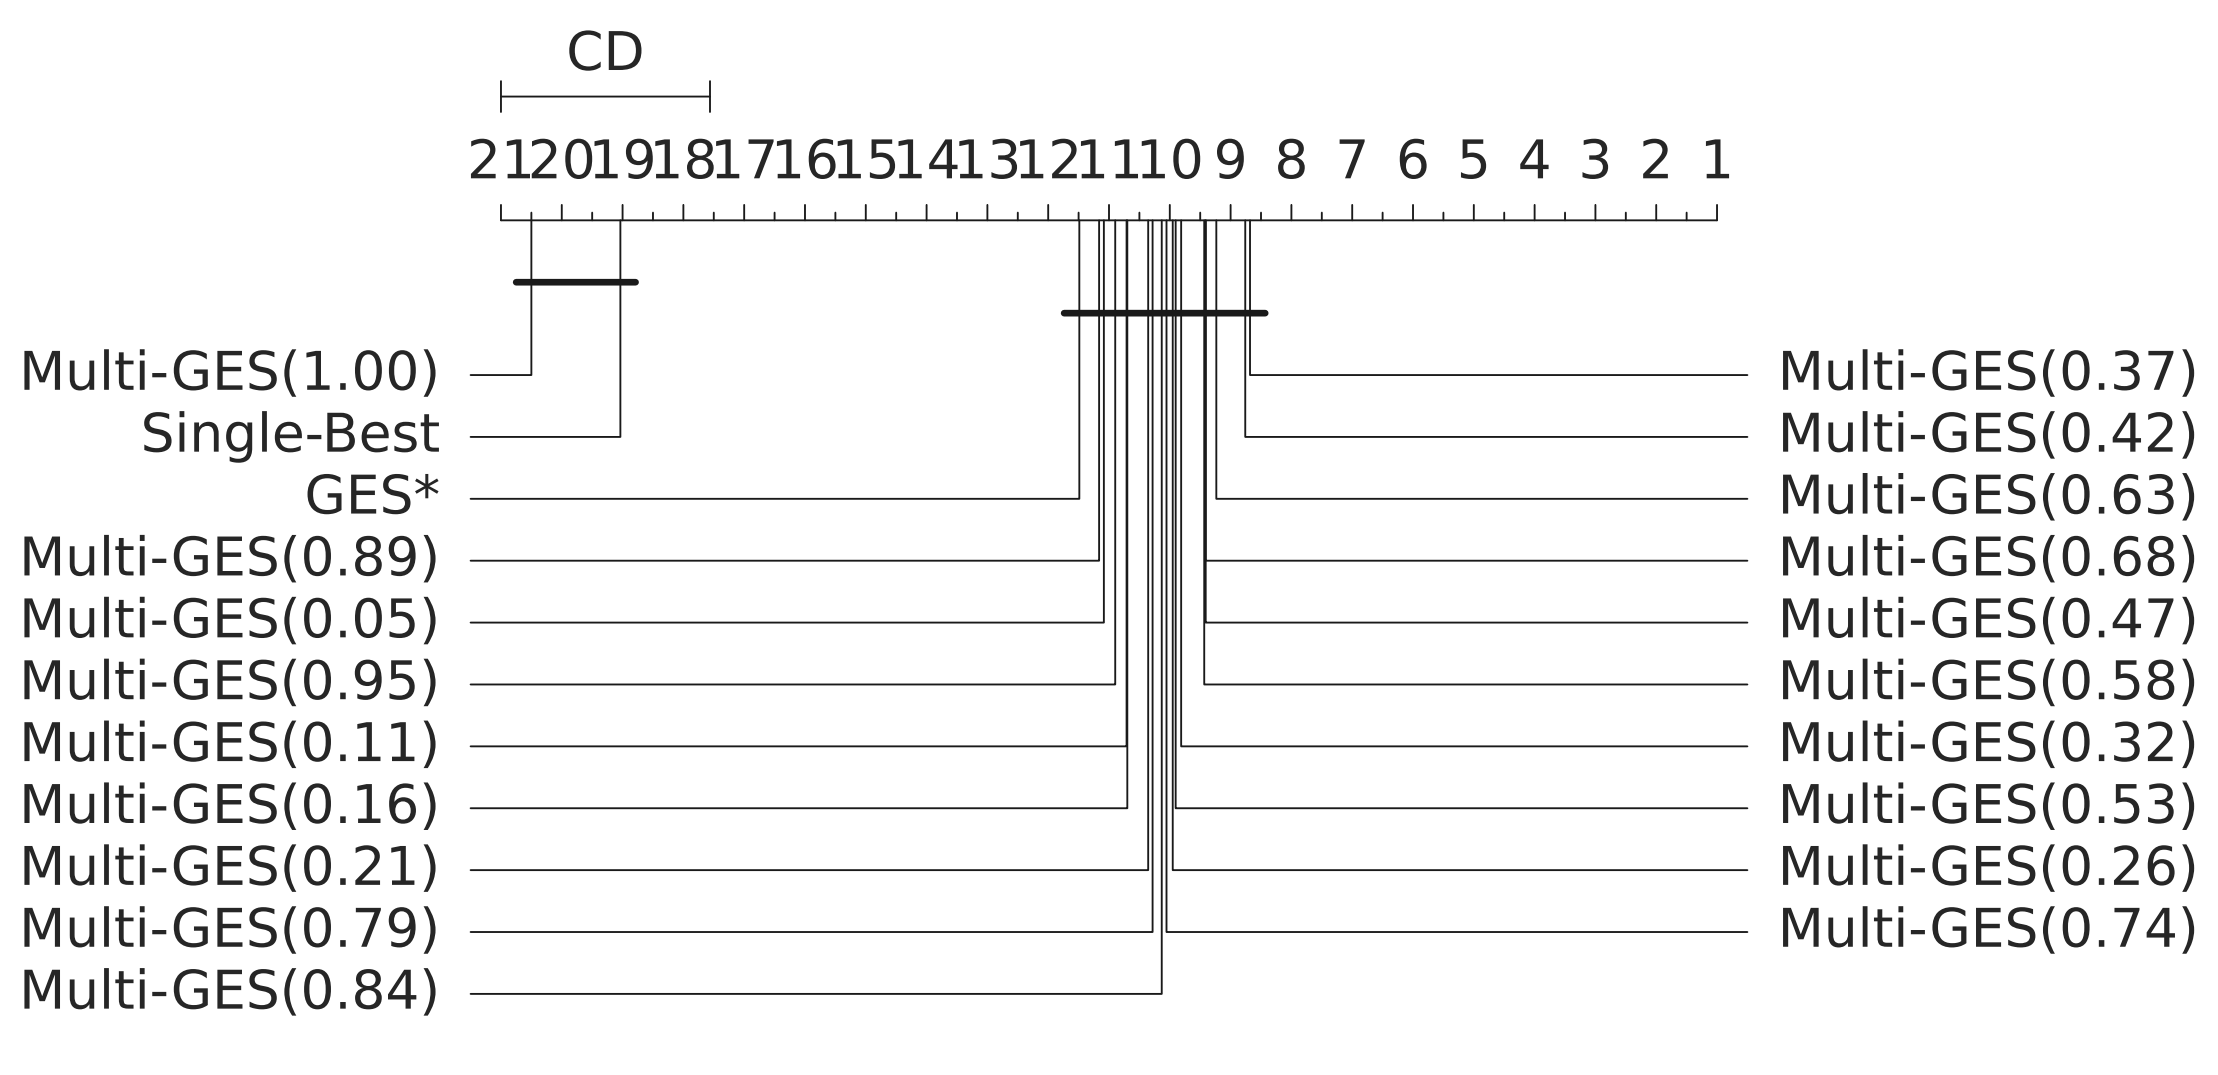 CD
21 20 19 18 17 16 15 14 13 12 11 10 9 8 7 6 5 4 3 2 1
Multi-GES(1.00)
Single-Best
GES*
Multi-GES(0.89)
Multi-GES(0.05)
Multi-GES(0.95)
Multi-GES(0.11)
Multi-GES(0.16)
Multi-GES(0.21)
Multi-GES(0.79)
Multi-GES(0.84)
Multi-GES(0.37)
Multi-GES(0.42)
Multi-GES(0.63)
Multi-GES(0.68)
Multi-GES(0.47)
Multi-GES(0.58)
Multi-GES(0.32)
Multi-GES(0.53)
Multi-GES(0.26)
Multi-GES(0.74)